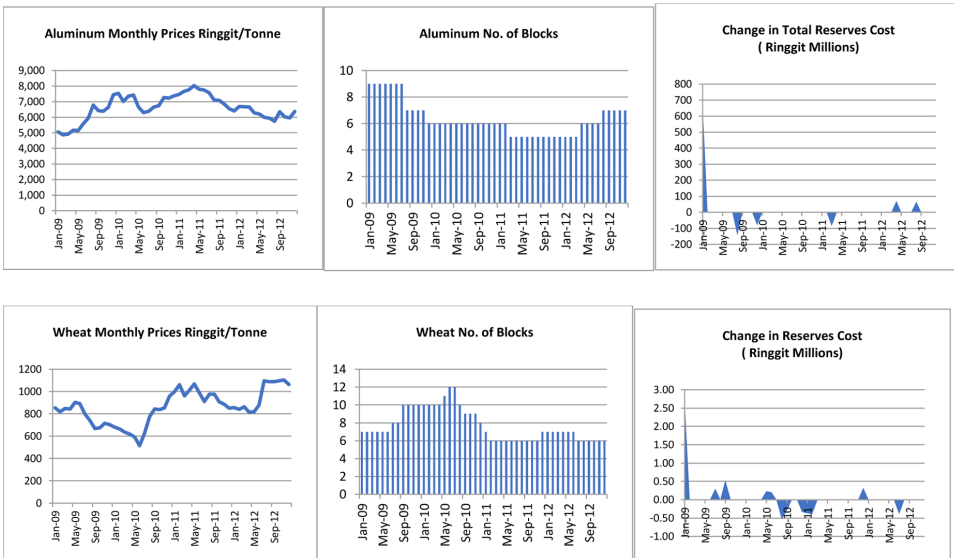 Aluminum Monthly Prices Ringgit/Tonne
9,000
8,000
7,000
6,000
5,000
4,000
3,000
2,000
1,000
0
Jan-09
May-09
Sep-09
Jan-10
May-10
Sep-10
Jan-11
May-11
Sep-11
Jan-12
May-12
Sep-12
Aluminum No. of Blocks
10
8
6
4
2
0
Jan-09
May-09
Sep-09
Jan-10
May-10
Sep-10
Jan-11
May-11
Sep-11
Jan-12
May-12
Sep-12
Change in Total Reserves Cost
( Ringgit Millions)
800
700
600
500
400
300
200
100
0
-100
-200
Jan-09
May-09
Sep-09
Jan-10
May-10
Sep-10
Jan-11
May-11
Sep-11
Jan-12
May-12
Sep-12
Wheat Monthly Prices Ringgit/Tonne
1200
1000
800
600
400
200
0
Jan-09
May-09
Sep-09
Jan-10
May-10
Sep-10
Jan-11
May-11
Sep-11
Jan-12
May-12
Sep-12
Wheat No. of Blocks
14
12
10
8
6
4
2
0
Jan-09
May-09
Sep-09
Jan-10
May-10
Sep-10
Jan-11
May-11
Sep-11
Jan-12
May-12
Sep-12
Change in Reserves Cost
( Ringgit Millions)
3.00
2.50
2.00
1.50
1.00
0.50
0.00
-0.50
-1.00
Jan-09
May-09
Sep-09
Jan-10
May-10
Sep-10
Jan-11
May-11
Sep-11
Jan-12
May-12
Sep-12